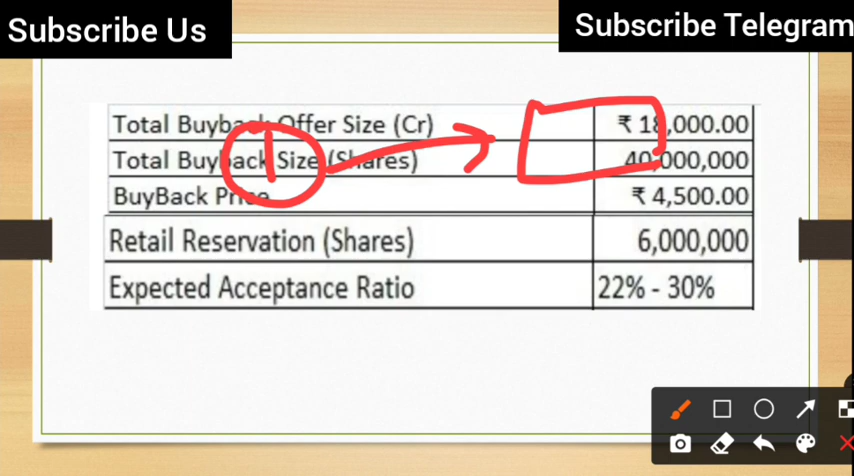 Subscribe Us
Subscribe Telegram
Total Buyback Offer Size (Cr) ₹ 18,000.00
Total Buyback Size (Shares) 40,000,000
BuyBack Price ₹ 4,500.00
Retail Reservation (Shares) 6,000,000
Expected Acceptance Ratio 22% - 30%